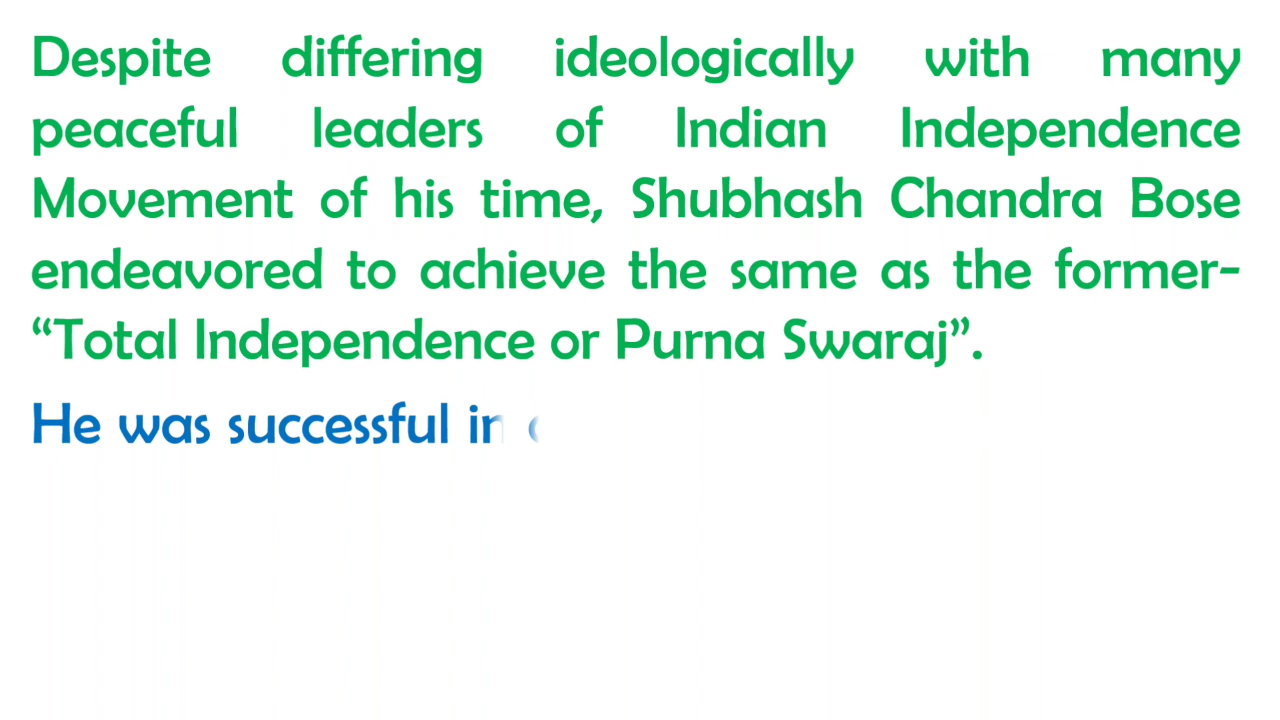 Despite differing ideologically with many
peaceful leaders of Indian Independence
Movement of his time, Shubhash Chandra Bose
endeavored to achieve the same as the former-
“Total Independence or Purna Swaraj”.
He was successful in